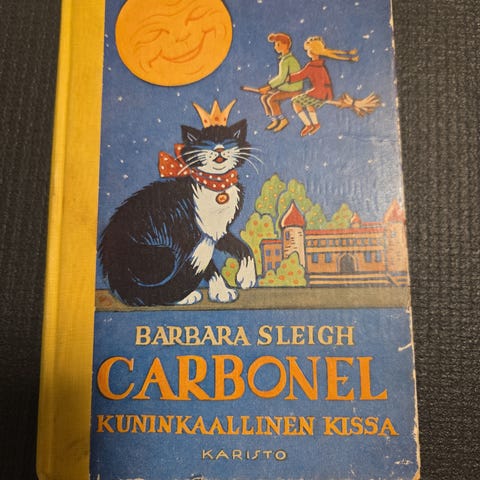 BARBARA SLEIGH
CARBONEL
KUNINKAALLINEN KISSA
KARISTO